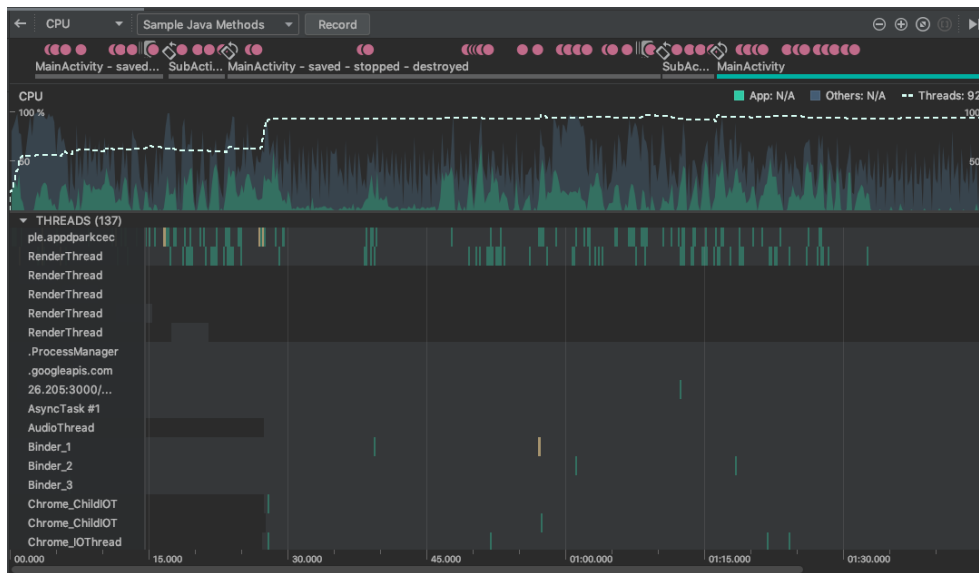 CPU Sample Java Methods Record
MainActivity - saved... SubActi... MainActivity - saved - stopped - destroyed SubAc... MainActivity
CPU App: N/A Others: N/A Threads: 92
100 % 100
50 50
THREADS (137)
ple.appdparkcec
RenderThread
RenderThread
RenderThread
RenderThread
RenderThread
.ProcessManager
.googleapis.com
26.205:3000/...
AsyncTask #1
AudioThread
Binder_1
Binder_2
Binder_3
Chrome_ChildIOT
Chrome_ChildIOT
Chrome_IOThread
00.000 15.000 30.000 45.000 01:00.000 01:15.000 01:30.000